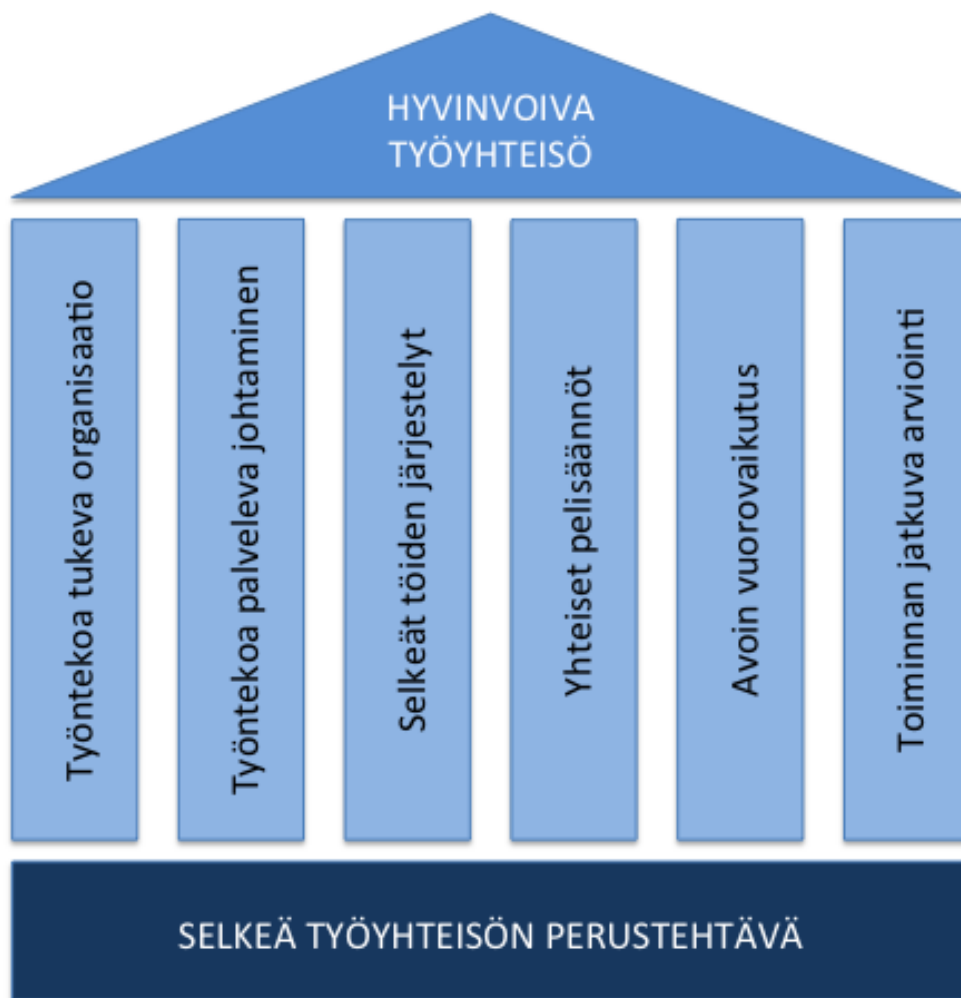 HYVINVOIVA
TYÖYHTEISÖ
Työntekoa tukeva organisaatio
Työntekoa palveleva johtaminen
Selkeät töiden järjestelyt
Yhteiset pelisäännöt
Avoin vuorovaikutus
Toiminnan jatkuva arviointi
SELKEÄ TYÖYHTEISÖN PERUSTEHTÄVÄ